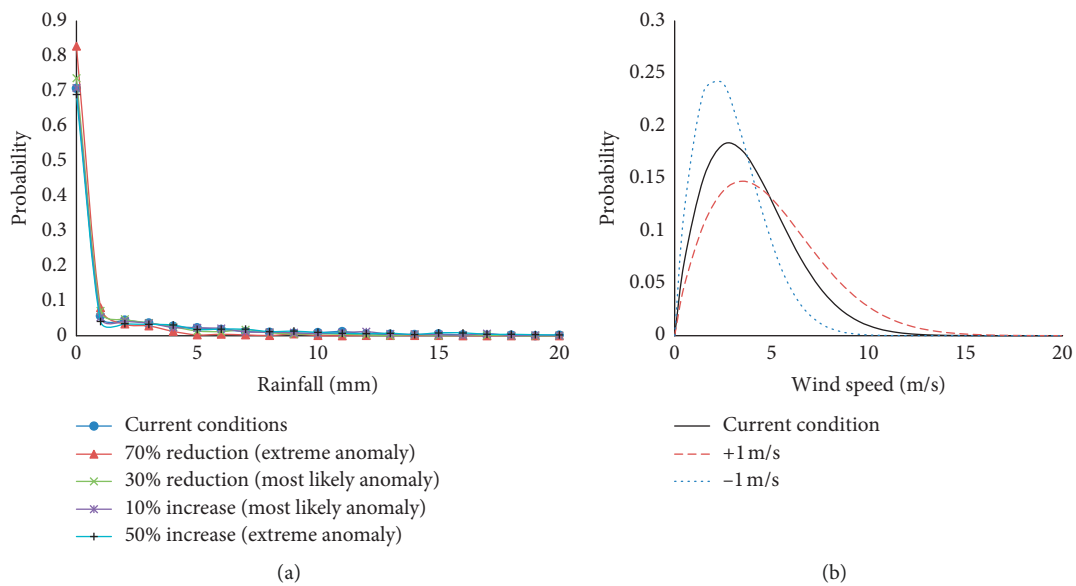 0.9
0.8
0.7
0.6
0.5
0.4
0.3
0.2
0.1
0
Probability
0 5 10 15 20
Rainfall (mm)
Current conditions
70% reduction (extreme anomaly)
30% reduction (most likely anomaly)
10% increase (most likely anomaly)
50% increase (extreme anomaly)
(a)
0.3
0.25
0.2
0.15
0.1
0.05
0
Probability
0 5 10 15 20
Wind speed (m/s)
Current condition
+1 m/s
−1 m/s
(b)